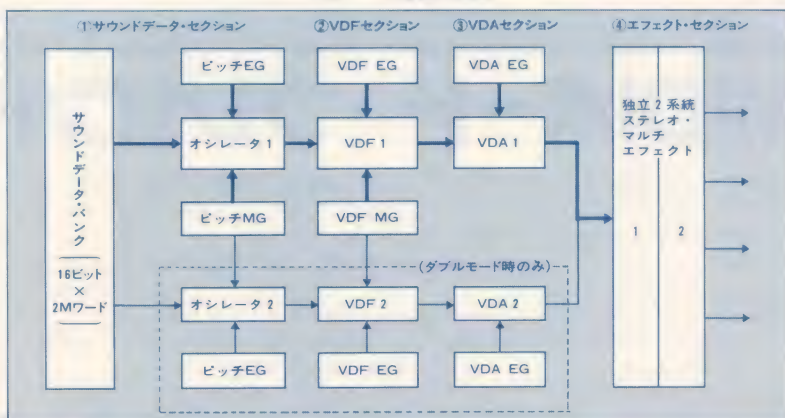 ①サウンドデータ・セクション
②VDFセクション
③VDAセクション
④エフェクト・セクション
サウンドデータ・バンク
16ビット
×
2Mワード
ピッチEG
VDF EG
VDA EG
オシレータ1
VDF 1
VDA 1
ピッチMG
VDF MG
(ダブルモード時のみ)
オシレータ2
VDF 2
VDA 2
ピッチEG
VDF EG
VDA EG
独立2系統
ステレオ・
マルチ
エフェクト
1
2